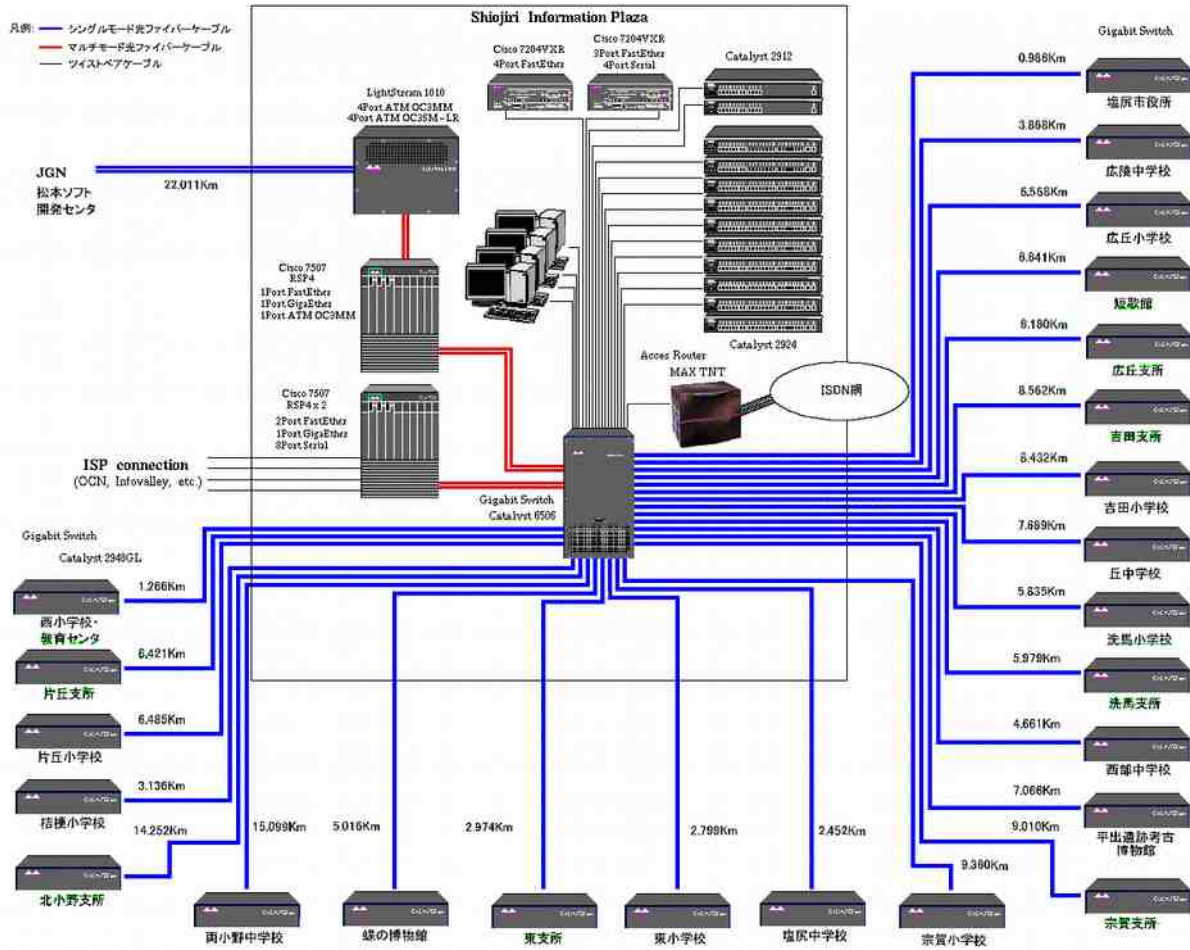 Shiojiri Information Plaza
凡例:
シングルモード光ファイバーケーブル
マルチモード光ファイバーケーブル
ツイストペアケーブル
Cisco 7204VXR
4Port FastEther
Cisco 7204VXR
3Port FastEther
4Port Serial
Catalyst 2912
Gigabit Switch
LightStream 1010
4Port ATM OC3MM
4Port ATM OC3SM-LR
JGN
松本ソフト
開発センタ
22.011Km
Cisco 7507
RSP4
1Port FastEther
1Port GigaEther
1Port ATM OC3MM
Catalyst 2924
Acces Router
MAX TNT
ISDN網
Cisco 7507
RSP4 x 2
2Port FastEther
1Port GigaEther
8Port Serial
ISP connection
(OCN, Infovalley, etc.)
Gigabit Switch
Catalyst 6506
0.986Km
塩尻市役所
3.868Km
広陵中学校
広丘小学校
6.841Km
短歌館
6.180Km
広丘支所
8.562Km
吉田支所
8.432Km
吉田小学校
7.689Km
丘中学校
5.835Km
洗馬小学校
5.979Km
洗馬支所
4.661Km
西部中学校
7.066Km
平出遺跡考古
博物館
9.010Km
宗賀支所
Gigabit Switch
Catalyst 2948GL
1.266Km
西小学校・
教育センタ
6.421Km
片丘支所
6.485Km
片丘小学校
3.136Km
桔梗小学校
14.252Km
北小野支所
15.099Km
両小野中学校
5.016Km
蝶の博物館
2.974Km
東支所
2.799Km
東小学校
2.452Km
塩尻中学校
9.360Km
宗賀小学校